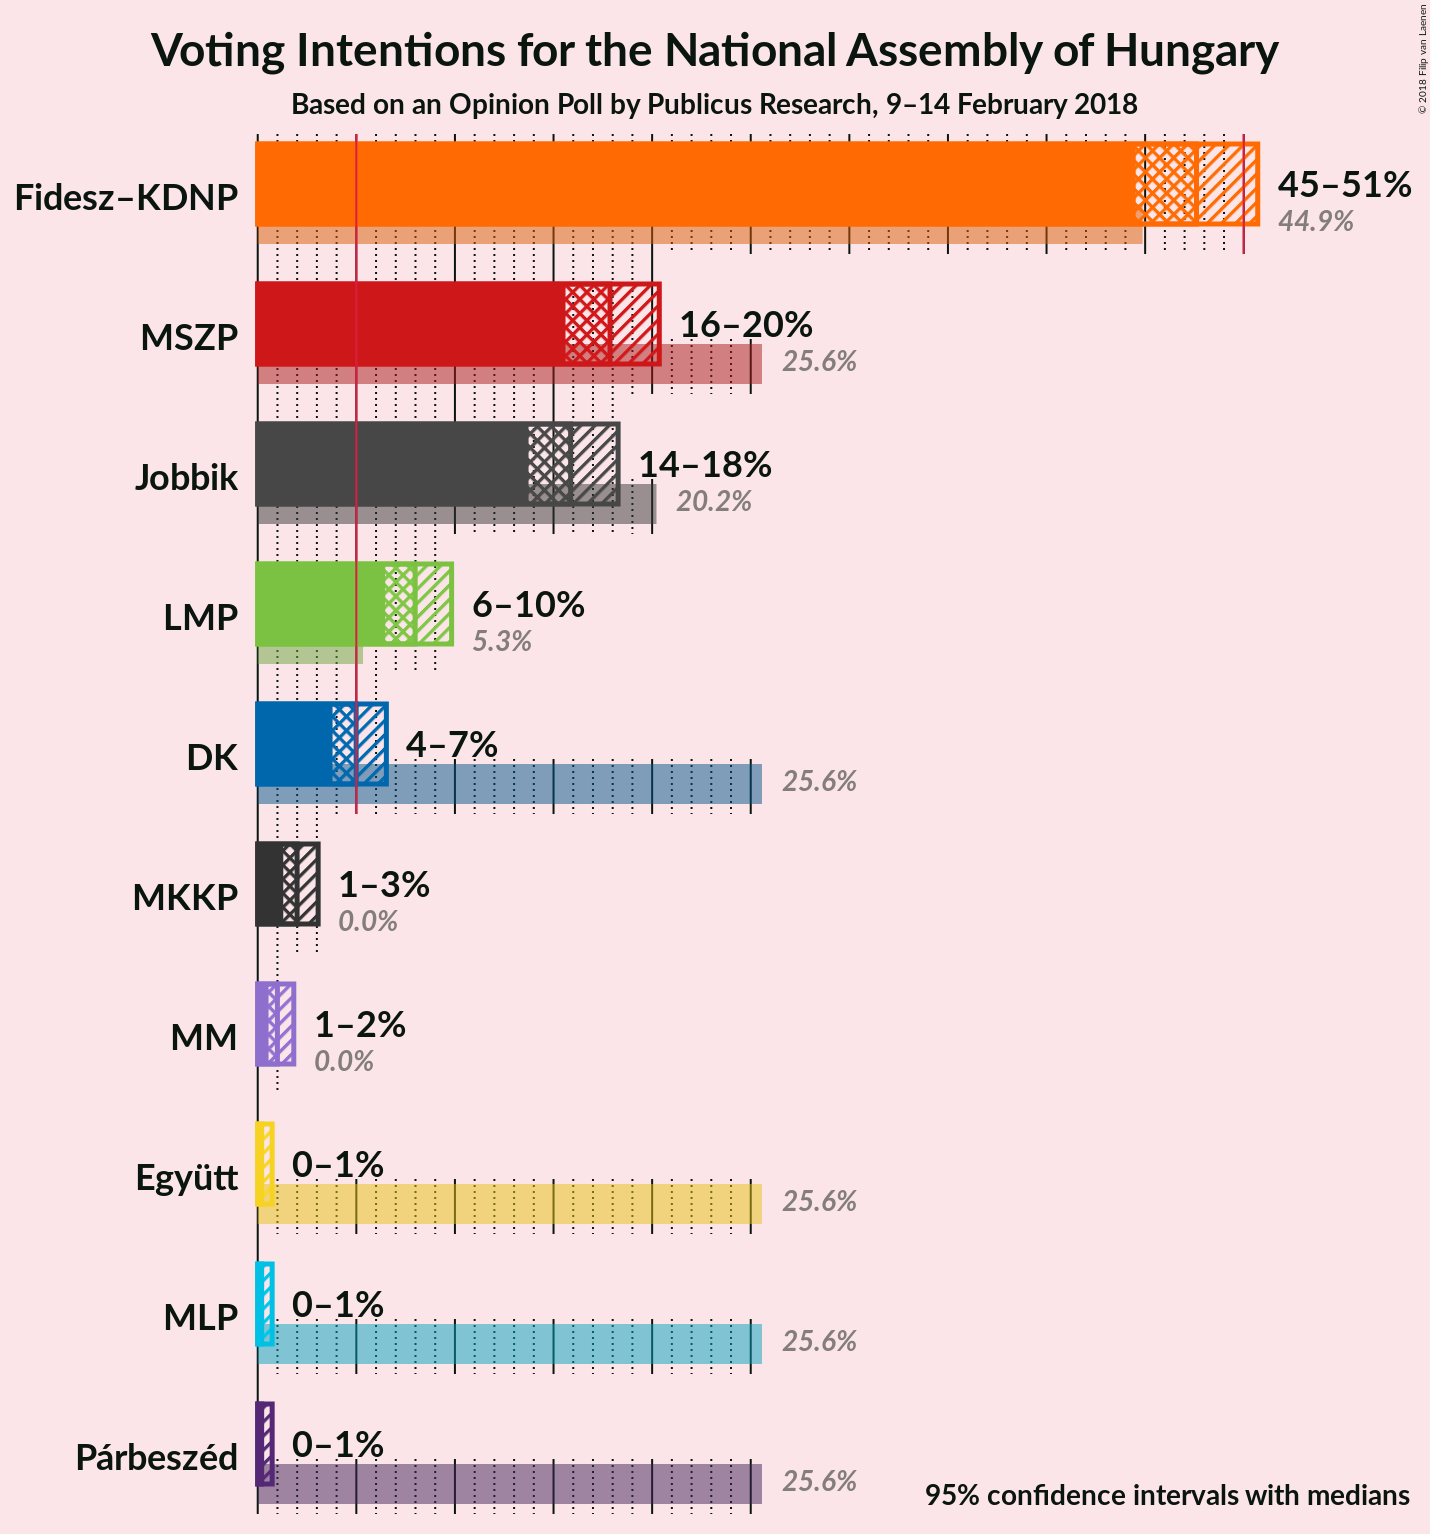 Voting Intentions for the National Assembly of Hungary
Based on an Opinion Poll by Publicus Research, 9–14 February 2018
© 2018 Filip van Laenen
Fidesz–KDNP
45–51%
44.9%
MSZP
16–20%
25.6%
Jobbik
14–18%
20.2%
LMP
6–10%
5.3%
DK
4–7%
25.6%
MKKP
1–3%
0.0%
MM
1–2%
0.0%
Együtt
0–1%
25.6%
MLP
0–1%
25.6%
Párbeszéd
0–1%
25.6%
95% confidence intervals with medians